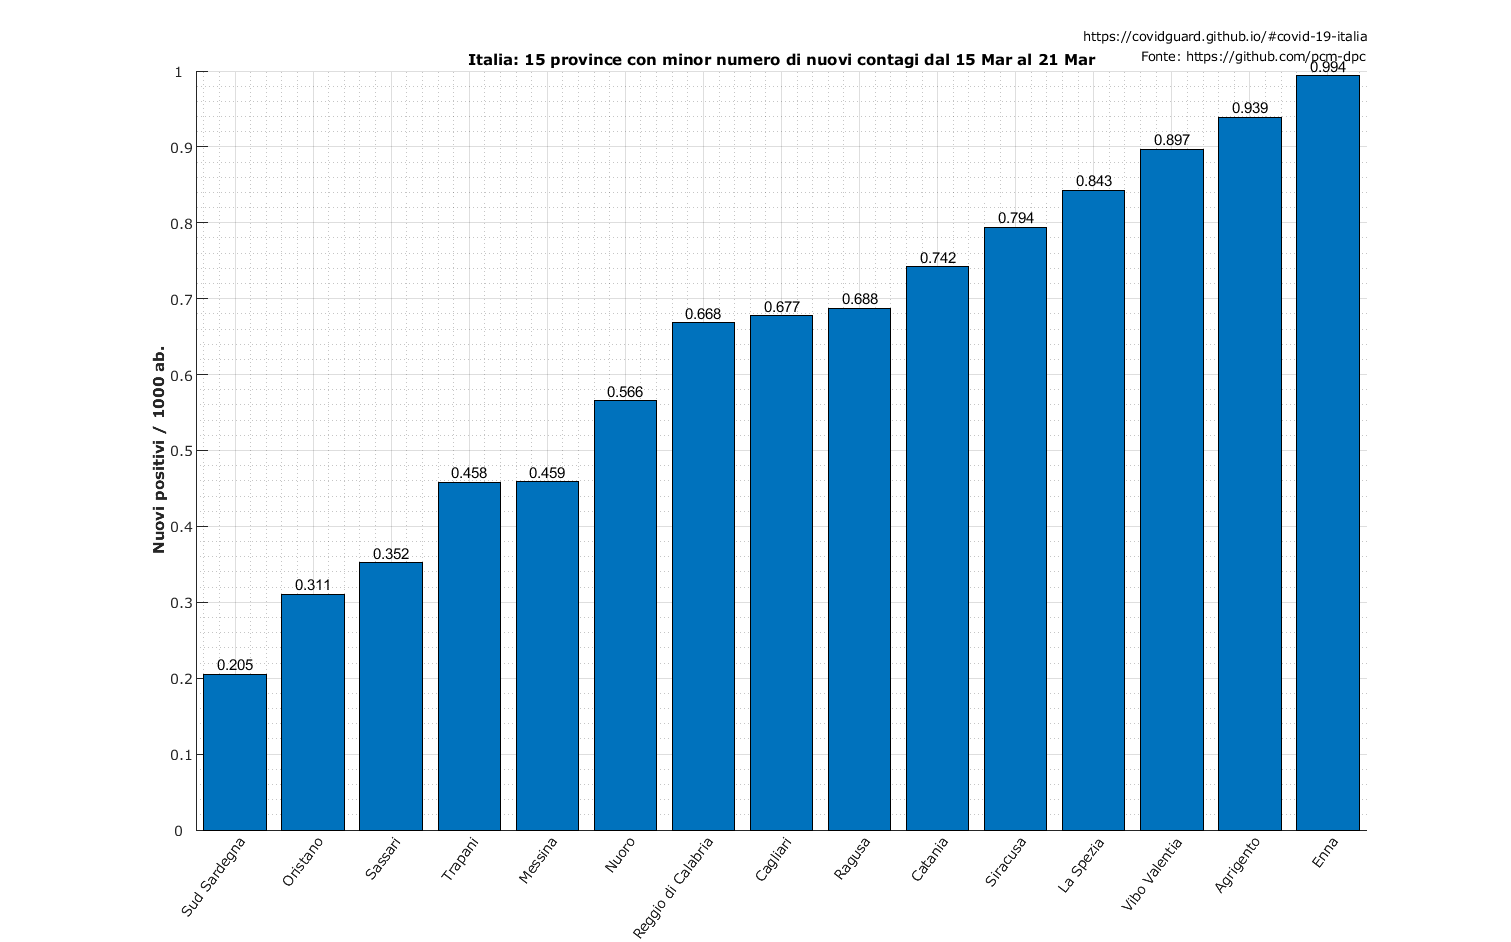 https://covidguard.github.io/#covid-19-italia
Fonte: https://github.com/pcm-dpc
Italia: 15 province con minor numero di nuovi contagi dal 15 Mar al 21 Mar
Nuovi positivi / 1000 ab.
1
0.9
0.8
0.7
0.6
0.5
0.4
0.3
0.2
0.1
0
0.205
0.311
0.352
0.458
0.459
0.566
0.668
0.677
0.688
0.742
0.794
0.843
0.897
0.939
0.994
Sud Sardegna
Oristano
Sassari
Trapani
Messina
Nuoro
Reggio di Calabria
Cagliari
Ragusa
Catania
Siracusa
La Spezia
Vibo Valentia
Agrigento
Enna